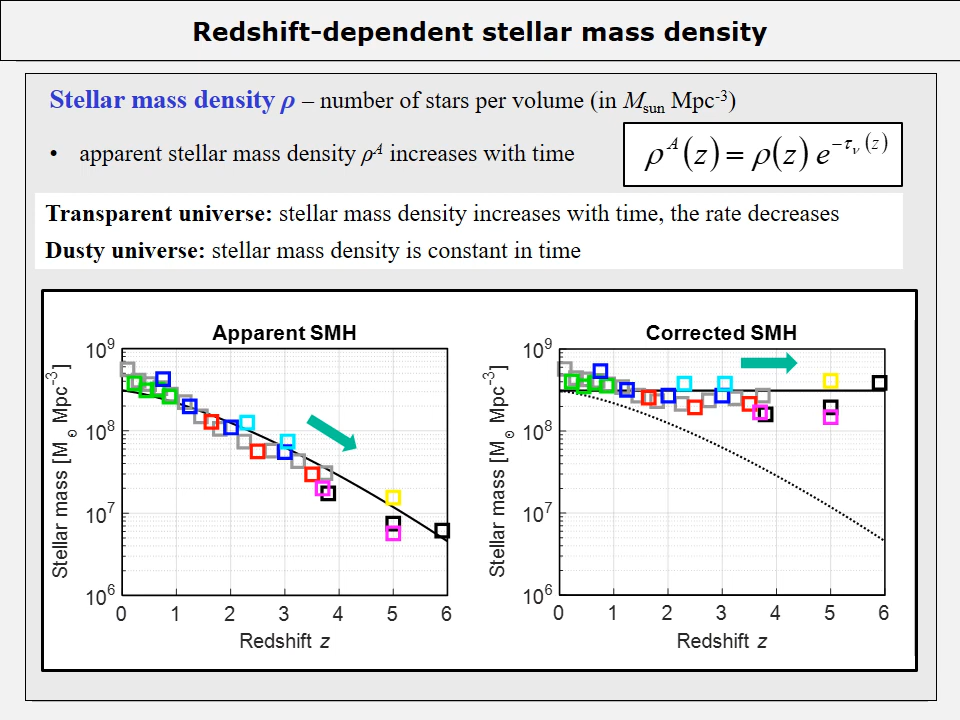 Redshift-dependent stellar mass density
Stellar mass density ρ – number of stars per volume (in Msun Mpc-3)
• apparent stellar mass density ρA increases with time
ρA(z) = ρ(z) e−τν(z)
Transparent universe: stellar mass density increases with time, the rate decreases
Dusty universe: stellar mass density is constant in time
Apparent SMH
Stellar mass [M⊙ Mpc-3]
109
108
107
106
0 1 2 3 4 5 6
Redshift z
Corrected SMH
Stellar mass [M⊙ Mpc-3]
109
108
107
106
0 1 2 3 4 5 6
Redshift z